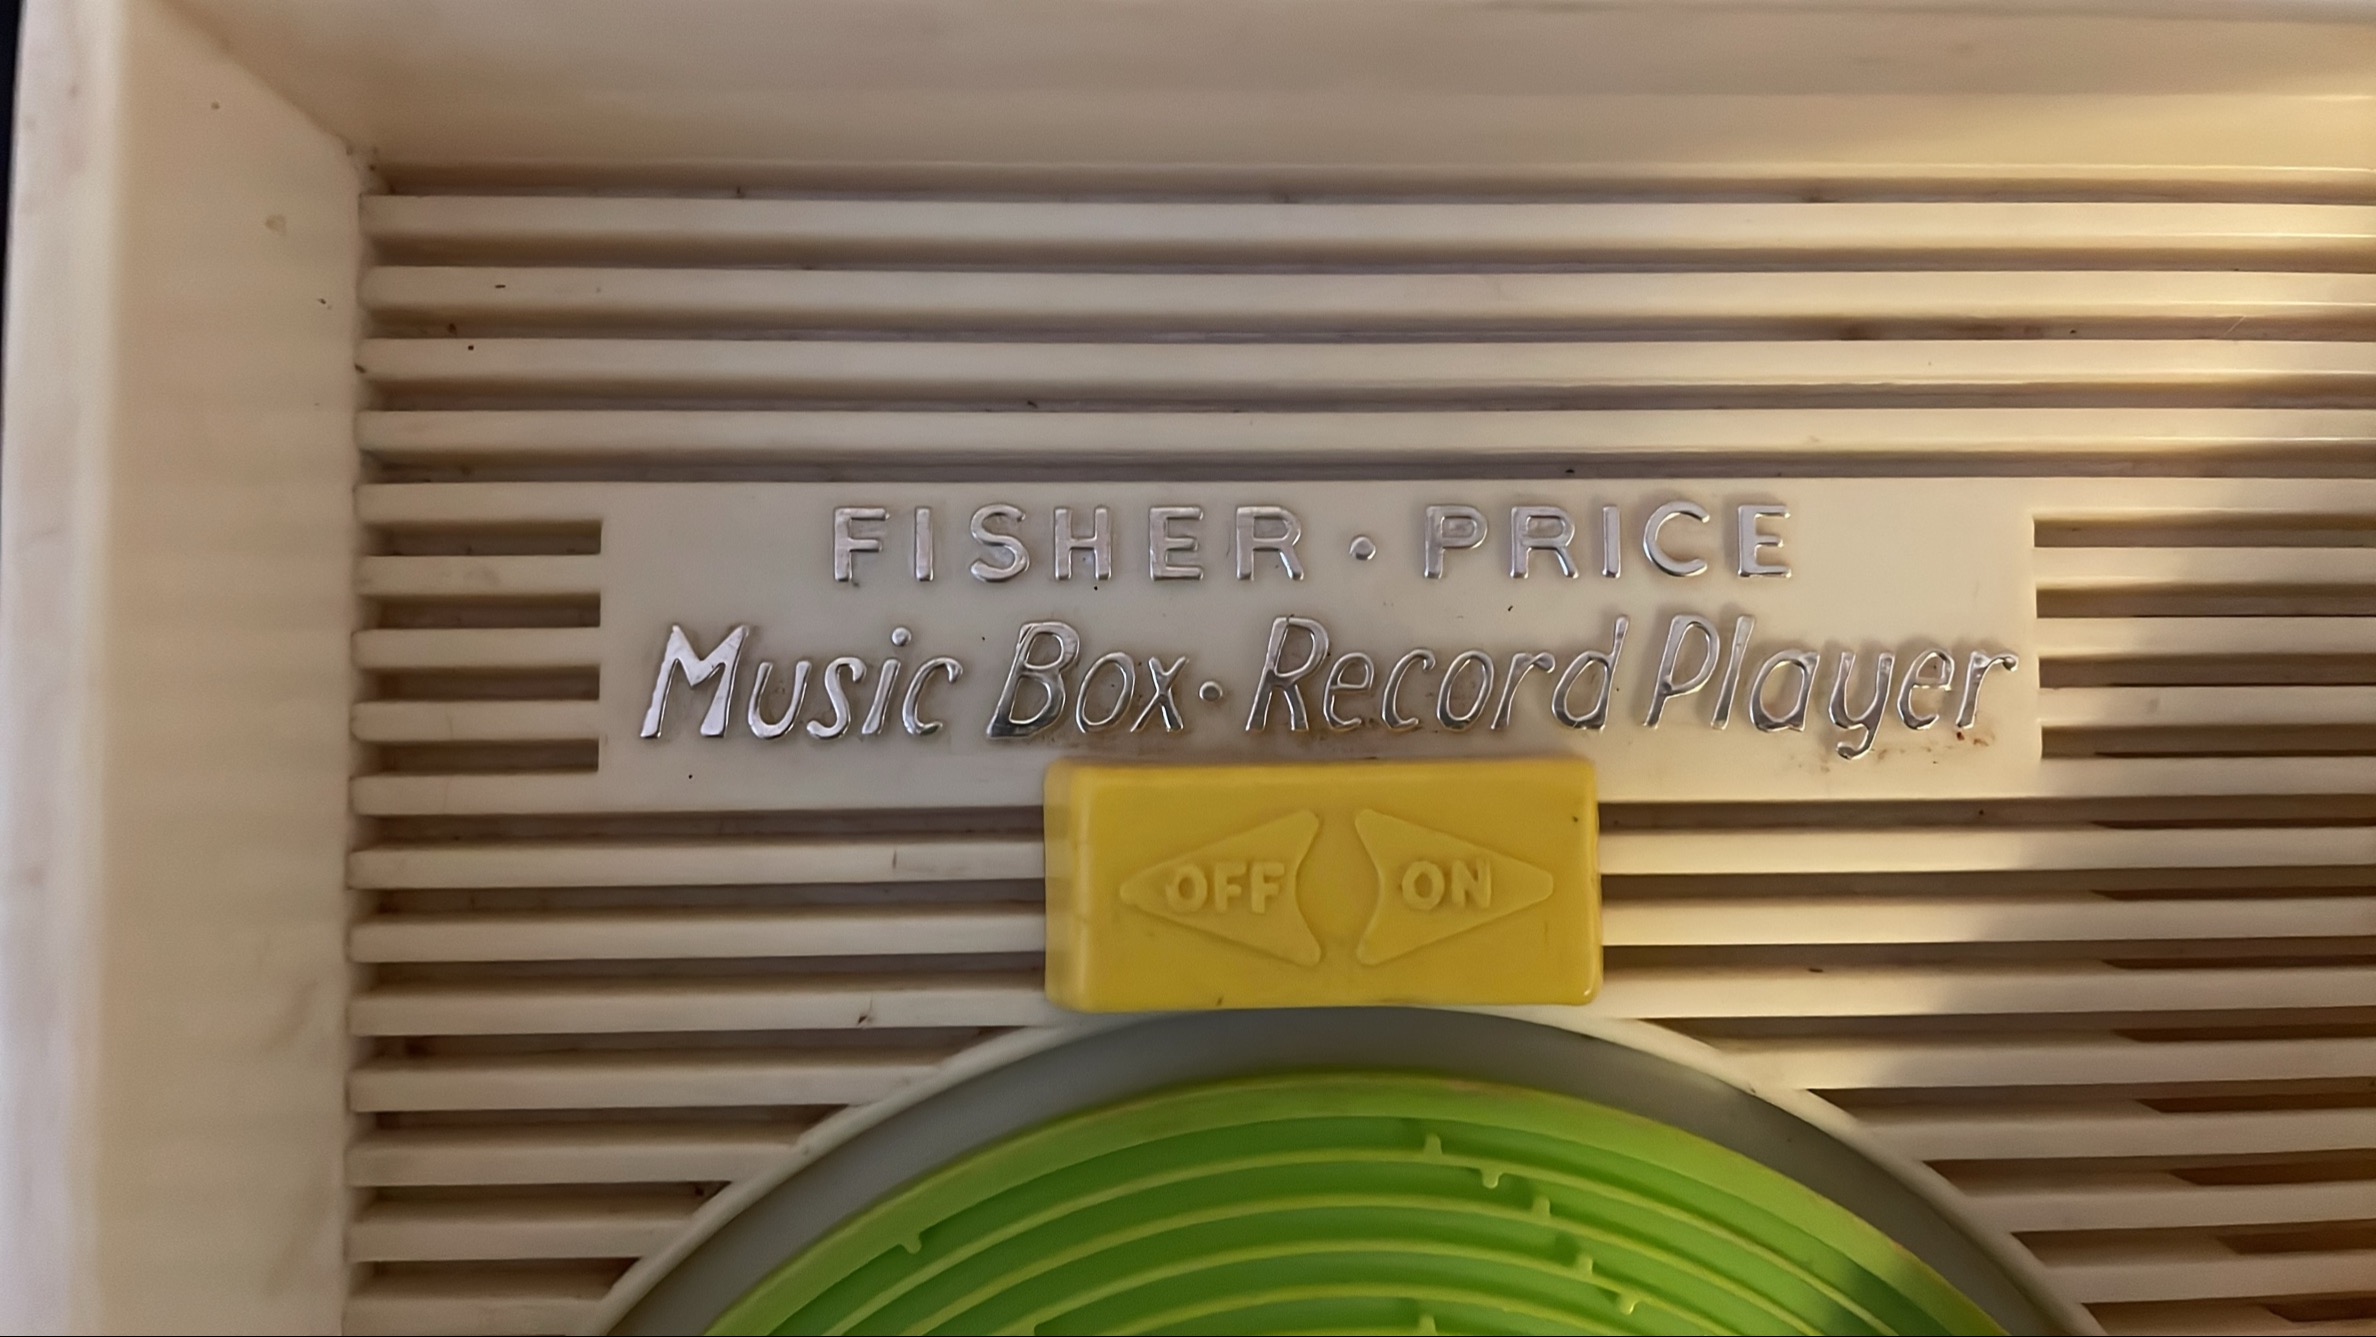 FISHER · PRICE
Music Box · Record Player
OFF ON